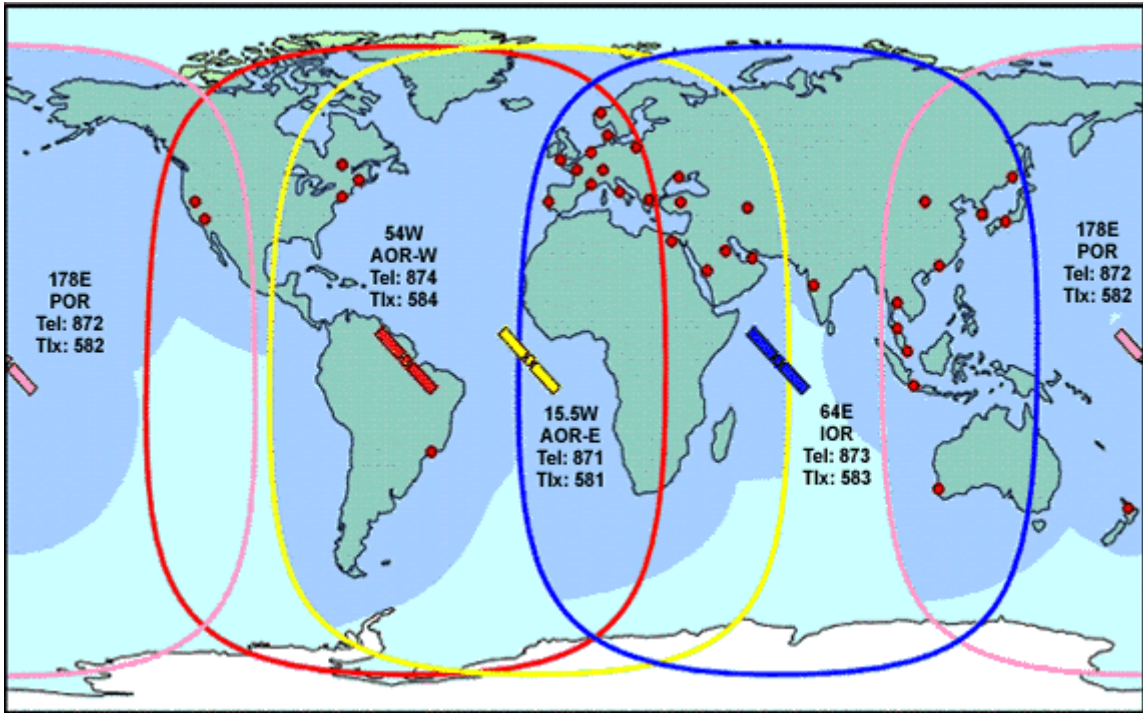 54W
AOR-W
Tel: 874
Tlx: 584
178E
POR
Tel: 872
Tlx: 582
178E
POR
Tel: 872
Tlx: 582
15.5W
AOR-E
Tel: 871
Tlx: 581
64E
IOR
Tel: 873
Tlx: 583